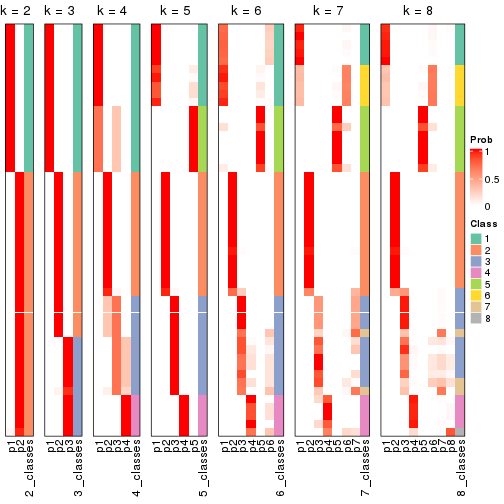 k = 2
k = 3
k = 4
k = 5
k = 6
k = 7
k = 8
Prob
1
0.5
0
Class
1
2
3
4
5
6
7
8
p1
p2
2_classes
p1
p2
p3
3_classes
p1
p2
p3
p4
4_classes
p1
p2
p3
p4
p5
5_classes
p1
p2
p3
p4
p5
p6
6_classes
p1
p2
p3
p4
p5
p6
p7
7_classes
p1
p2
p3
p4
p5
p6
p7
p8
8_classes